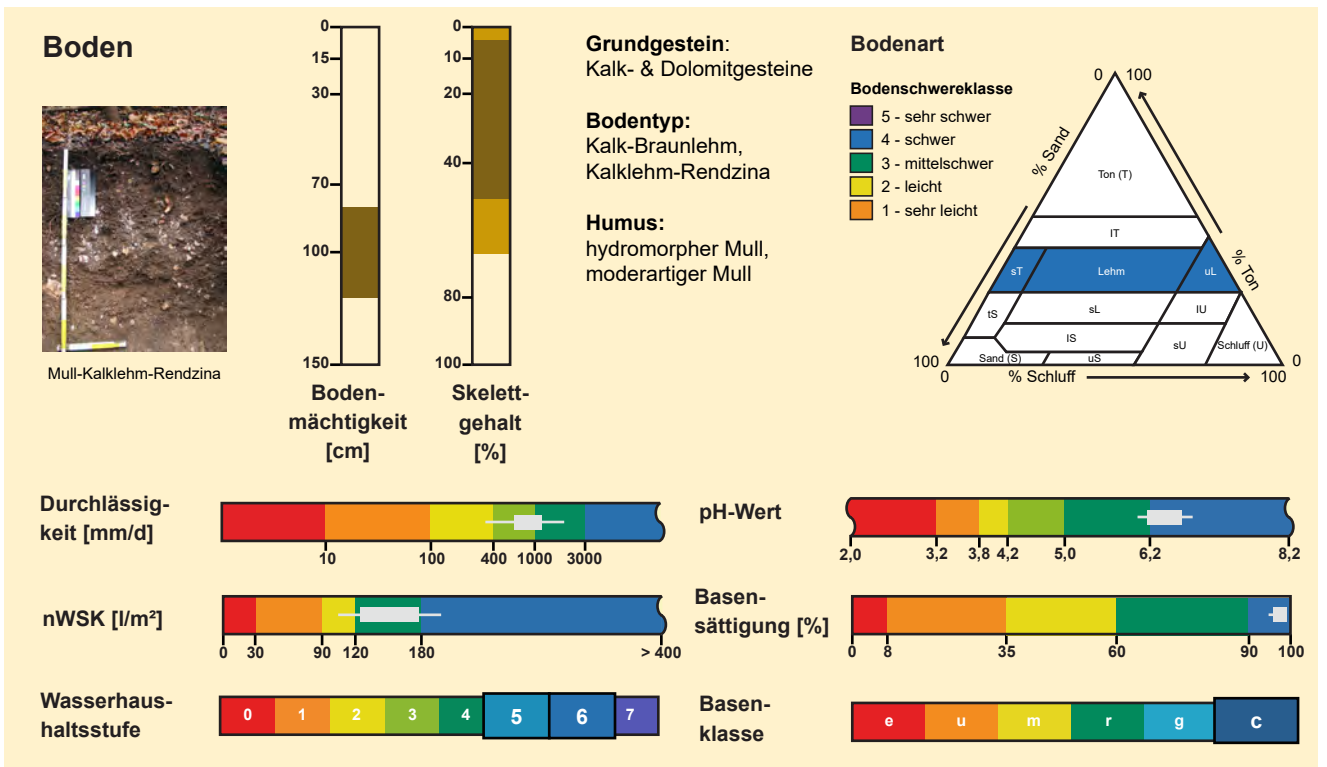 Boden
Mull-Kalklehm-Rendzina
0
15
30
70
100
150
Boden-
mächtigkeit
[cm]
0
10
20
40
80
100
Skelett-
gehalt
[%]
Grundgestein:
Kalk- & Dolomitgesteine
Bodentyp:
Kalk-Braunlehm,
Kalklehm-Rendzina
Humus:
hydromorpher Mull,
moderartiger Mull
Bodenart
Bodenschwereklasse
5 - sehr schwer
4 - schwer
3 - mittelschwer
2 - leicht
1 - sehr leicht
0 100
% Sand
% Ton
Ton (T)
lT
sT Lehm uL
tS sL lU
lS
Sand (S) uS sU Schluff (U)
100 0
0 % Schluff 100
Durchlässig-
keit [mm/d]
10 100 400 1000 3000
pH-Wert
2,0 3,2 3,8 4,2 5,0 6,2 8,2
nWSK [l/m²]
0 30 90 120 180 > 400
Basen-
sättigung [%]
0 8 35 60 90 100
Wasserhaus-
haltsstufe
0 1 2 3 4 5 6 7
Basen-
klasse
e u m r g c